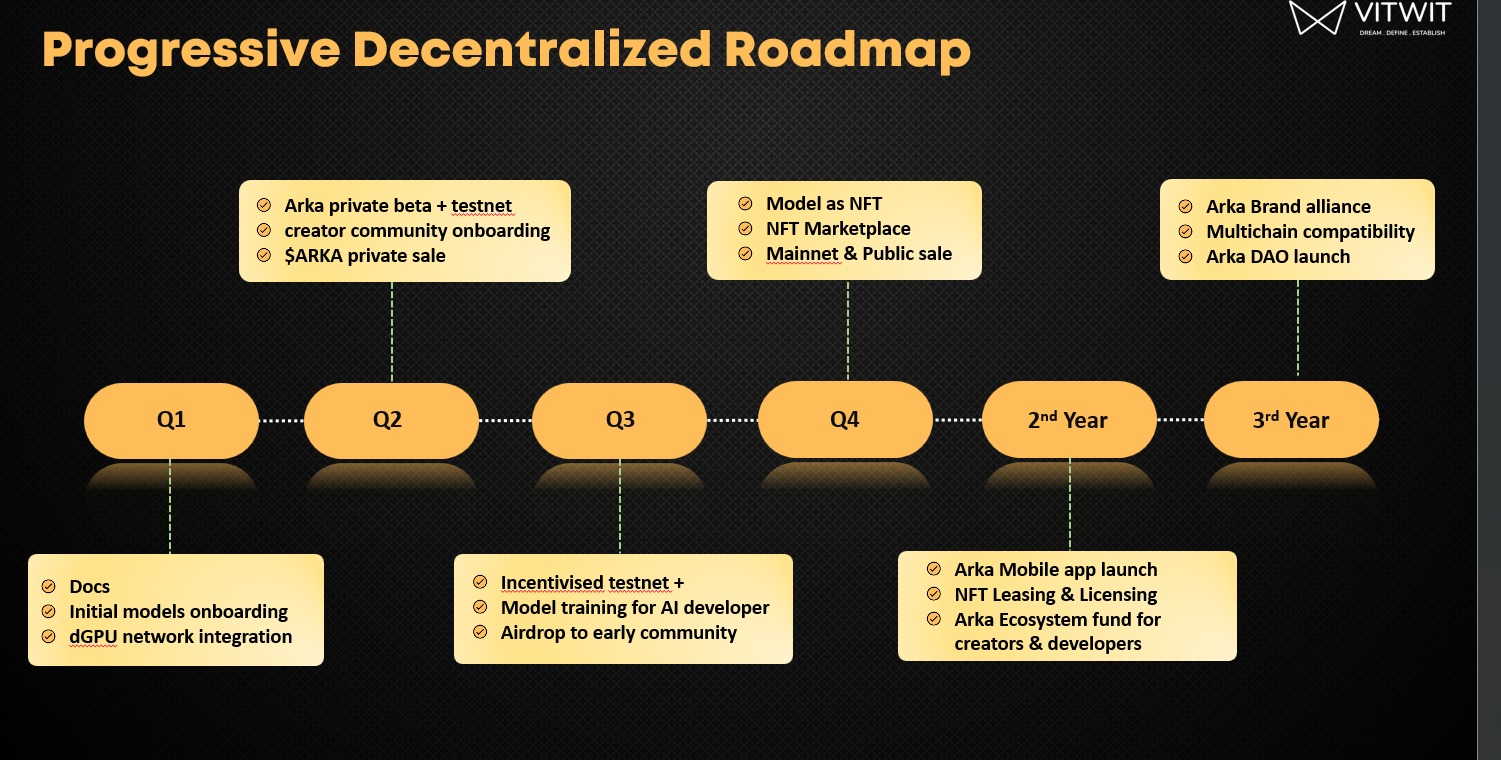 Progressive Decentralized Roadmap
VITWIT
DREAM . DEFINE . ESTABLISH
Arka private beta + testnet
creator community onboarding
$ARKA private sale
Model as NFT
NFT Marketplace
Mainnet & Public sale
Arka Brand alliance
Multichain compatibility
Arka DAO launch
Q1
Q2
Q3
Q4
2nd Year
3rd Year
Docs
Initial models onboarding
dGPU network integration
Incentivised testnet +
Model training for AI developer
Airdrop to early community
Arka Mobile app launch
NFT Leasing & Licensing
Arka Ecosystem fund for
creators & developers